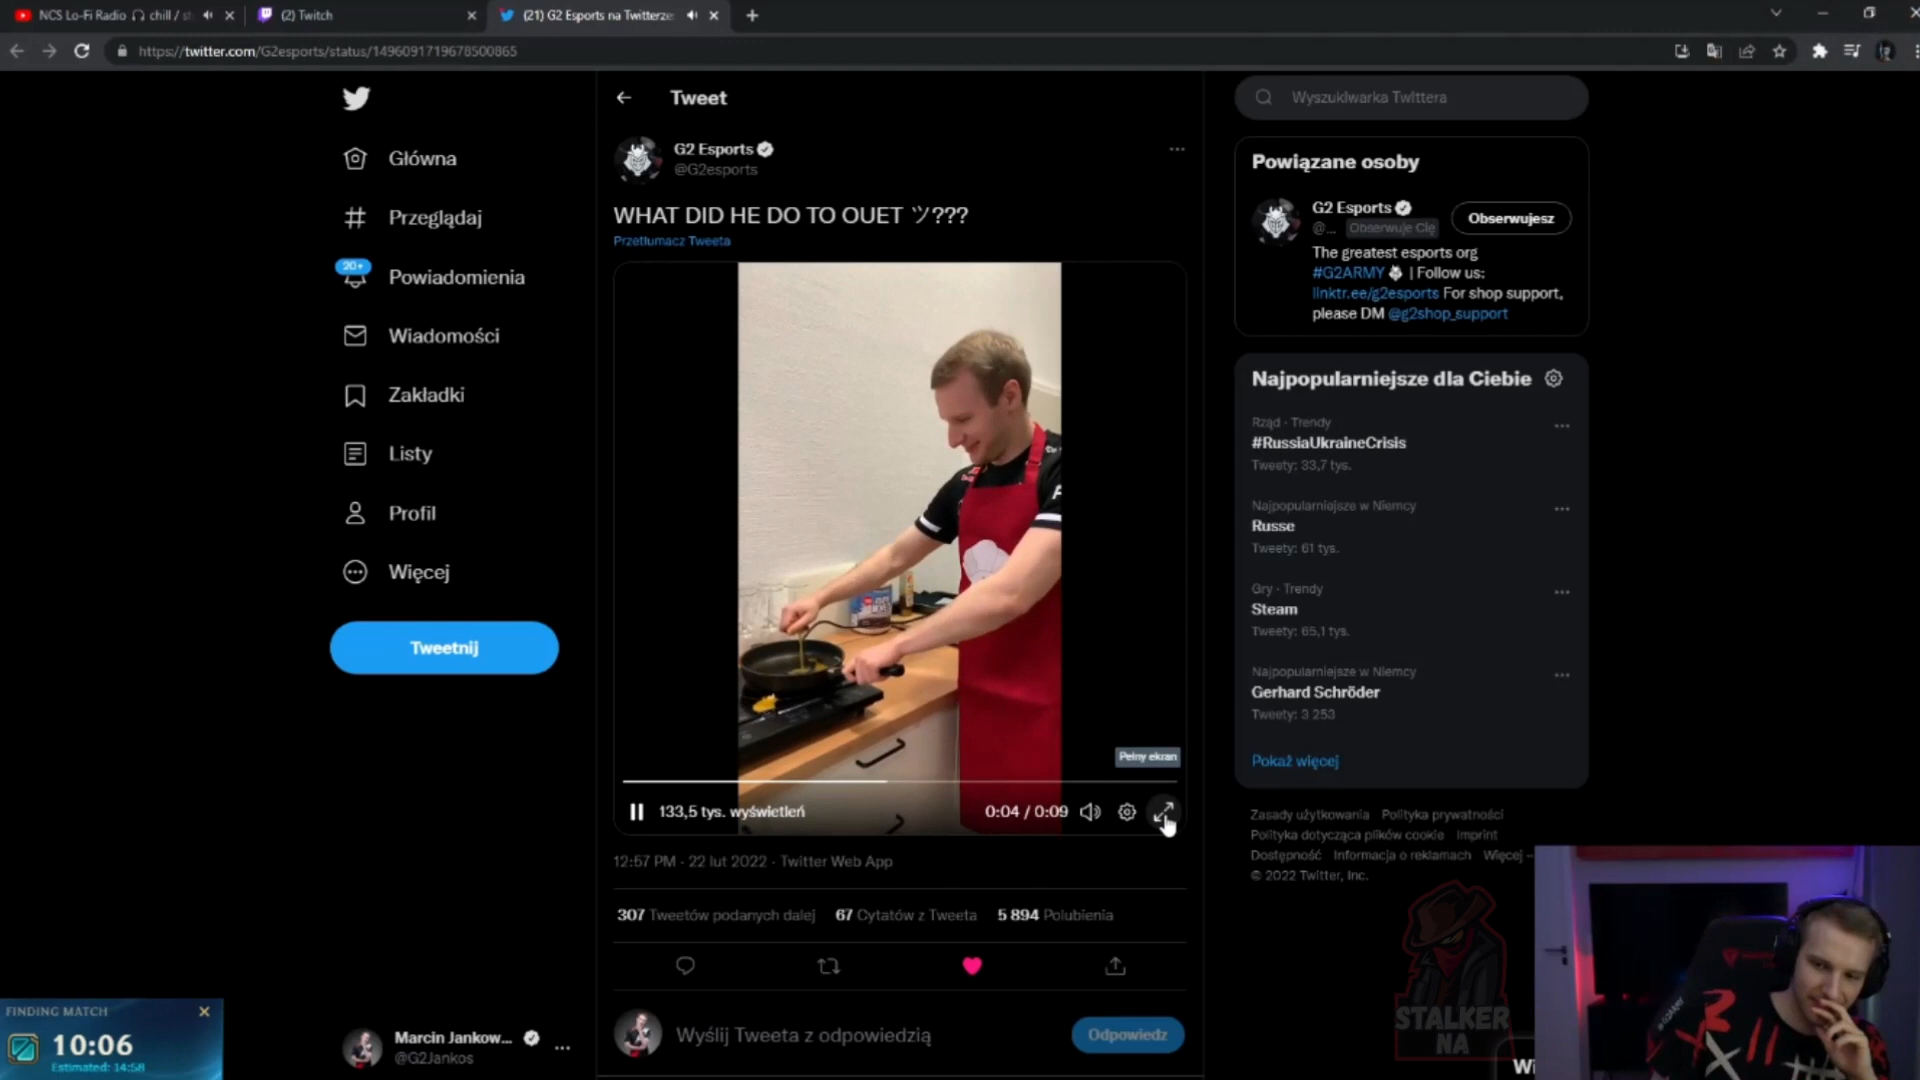 NCS Lo-Fi Radio 🎧 chill / st
(2) Twitch
(21) G2 Esports na Twitterze:
https://twitter.com/G2esports/status/1496091719678500865
Główna
Przeglądaj
20+
Powiadomienia
Wiadomości
Zakładki
Listy
Profil
Więcej
Tweetnij
Marcin Jankow...
@G2Jankos
FINDING MATCH
10:06
Estimated: 14:58
Tweet
G2 Esports
@G2esports
WHAT DID HE DO TO OUET ツ???
Przetłumacz Tweeta
Pełny ekran
133,5 tys. wyświetleń
0:04 / 0:09
12:57 PM · 22 lut 2022 · Twitter Web App
307 Tweetów podanych dalej 67 Cytatów z Tweeta 5 894 Polubienia
Wyślij Tweeta z odpowiedzią
Odpowiedz
Wyszukiwarka Twittera
Powiązane osoby
G2 Esports
@... Obserwuje Cię
Obserwujesz
The greatest esports org
#G2ARMY | Follow us:
linktr.ee/g2esports For shop support,
please DM @g2shop_support
Najpopularniejsze dla Ciebie
Rząd · Trendy
#RussiaUkraineCrisis
Tweety: 33,7 tys.
Najpopularniejsze w Niemcy
Russe
Tweety: 61 tys.
Gry · Trendy
Steam
Tweety: 65,1 tys.
Najpopularniejsze w Niemcy
Gerhard Schröder
Tweety: 3 253
Pokaż więcej
Zasady użytkowania Polityka prywatności
Polityka dotycząca plików cookie Imprint
Dostępność Informacja o reklamach Więcej
© 2022 Twitter, Inc.
STALKER
NA